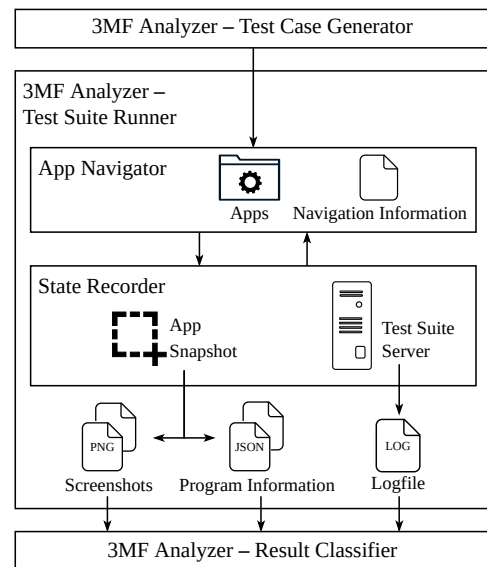 3MF Analyzer – Test Case Generator
3MF Analyzer –
Test Suite Runner
App Navigator
Apps
Navigation Information
State Recorder
App
Snapshot
Test Suite
Server
PNG
JSON
LOG
Screenshots
Program Information
Logfile
3MF Analyzer – Result Classifier